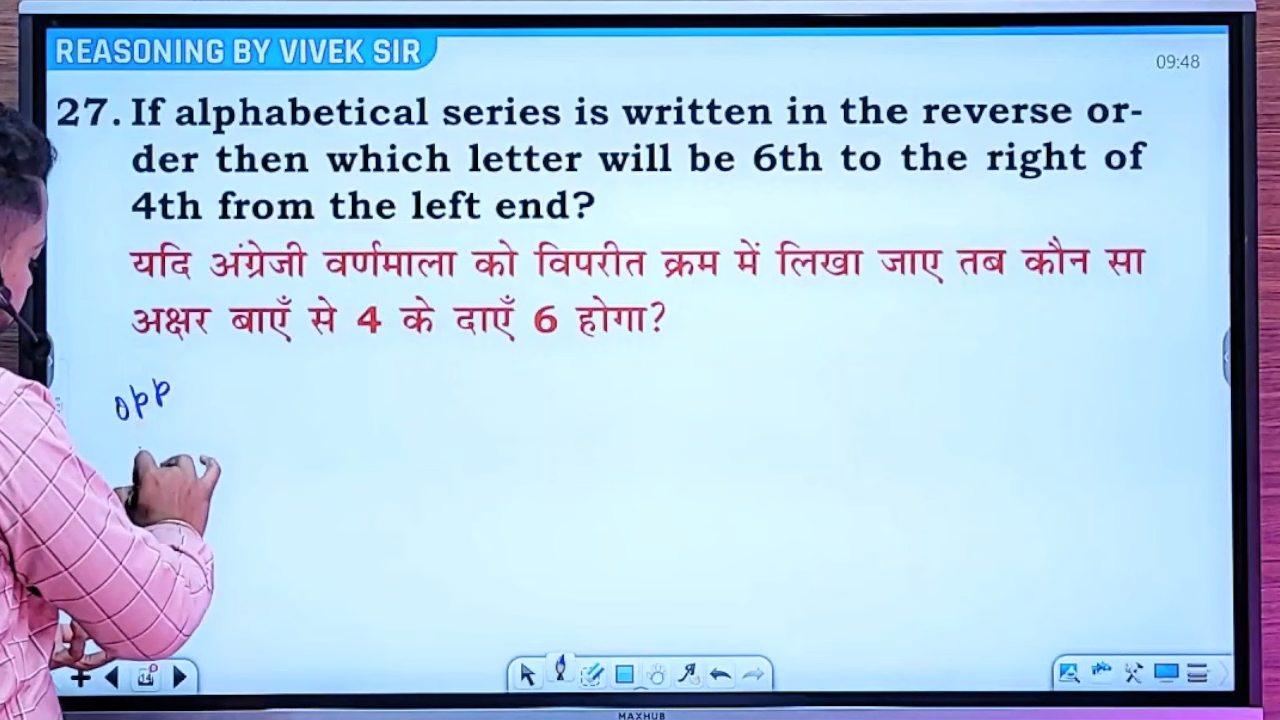 REASONING BY VIVEK SIR
09:48
27. If alphabetical series is written in the reverse or-
der then which letter will be 6th to the right of
4th from the left end?
यदि अंग्रेजी वर्णमाला को विपरीत क्रम में लिखा जाए तब कौन सा
अक्षर बाएँ से 4 के दाएँ 6 होगा?
opp
14
MAXHUB